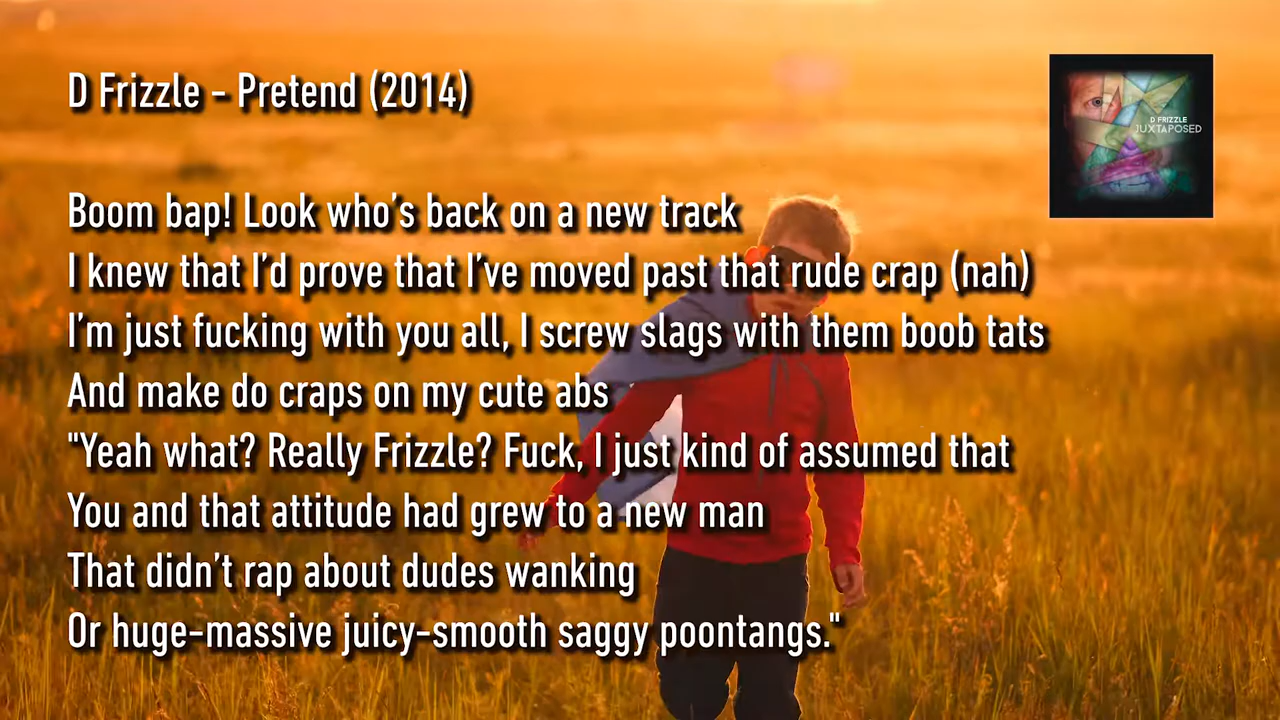 D Frizzle - Pretend (2014)
D FRIZZLE
JUXTAPOSED
Boom bap! Look who's back on a new track
I knew that I'd prove that I've moved past that rude crap (nah)
I'm just fucking with you all, I screw slags with them boob tats
And make do craps on my cute abs
"Yeah what? Really Frizzle? Fuck, I just kind of assumed that
You and that attitude had grew to a new man
That didn't rap about dudes wanking
Or huge-massive juicy-smooth saggy poontangs."